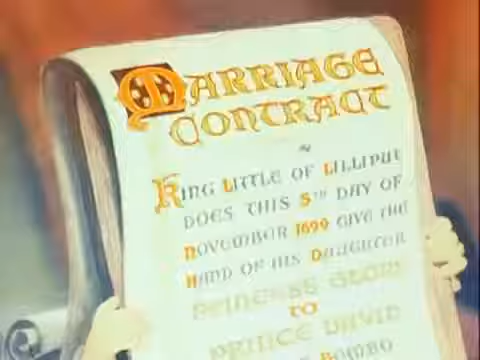 MARRIAGE
CONTRACT
KING LITTLE OF LILLIPUT
DOES THIS 5TH DAY OF
NOVEMBER 1699 GIVE THE
HAND OF HIS DAUGHTER
PRINCESS GLORY
TO
PRINCE DAVID
BOMBO